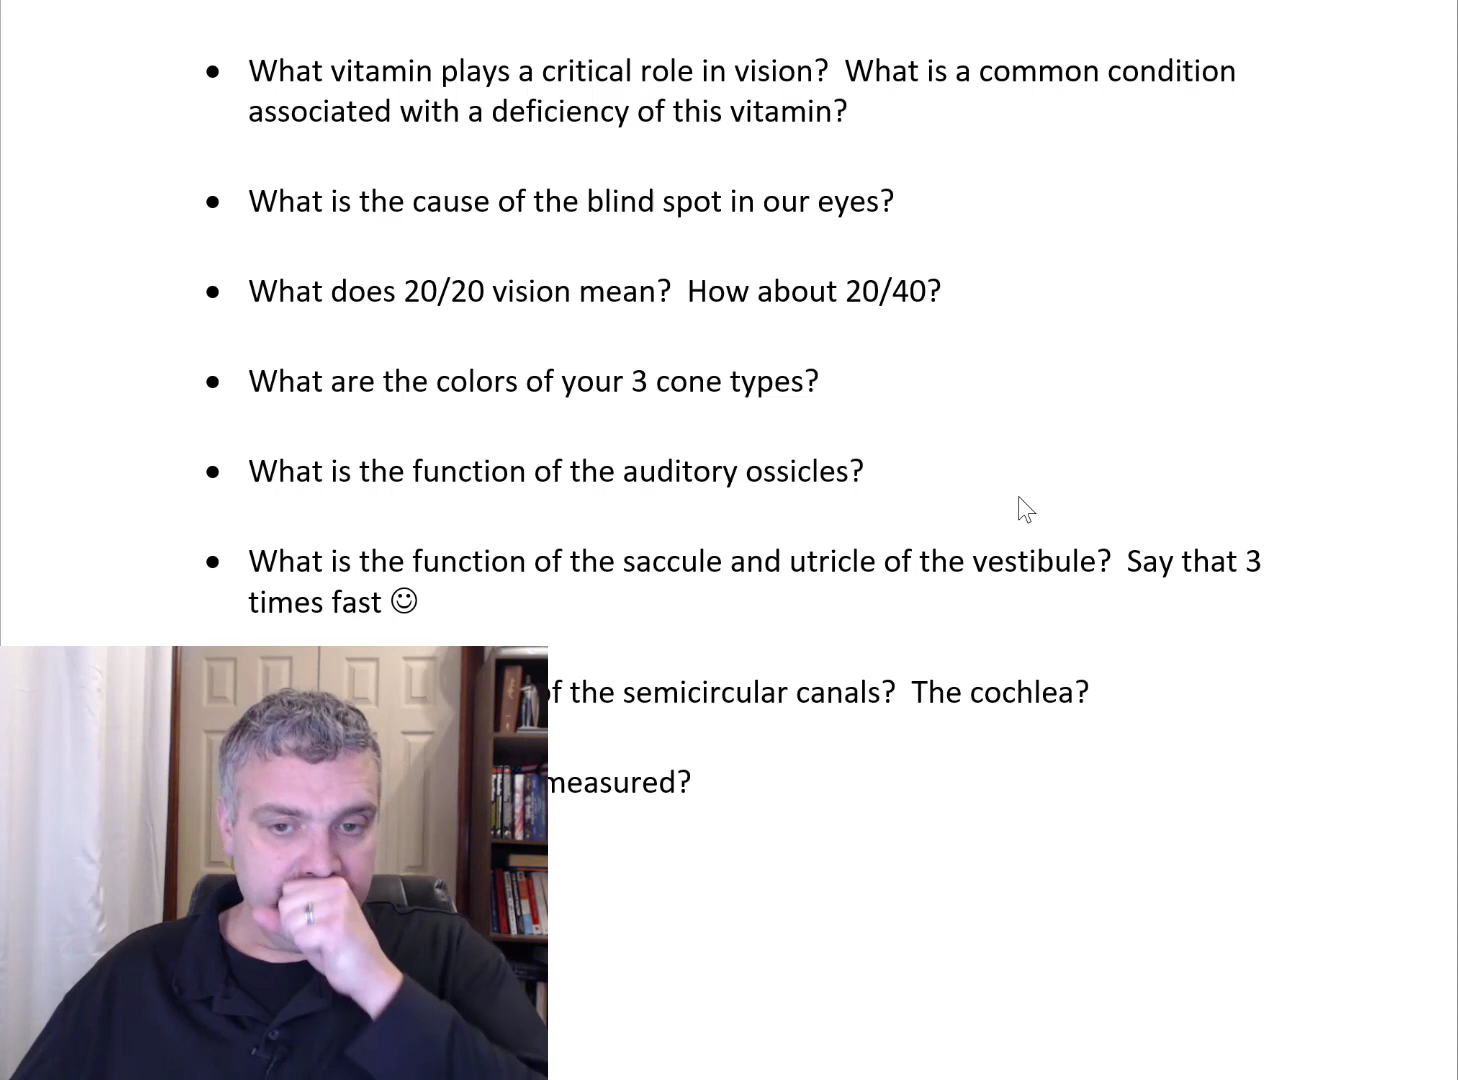 What vitamin plays a critical role in vision?  What is a common condition
associated with a deficiency of this vitamin?
What is the cause of the blind spot in our eyes?
What does 20/20 vision mean?  How about 20/40?
What are the colors of your 3 cone types?
What is the function of the auditory ossicles?
What is the function of the saccule and utricle of the vestibule?  Say that 3
times fast ☺
the semicircular canals?  The cochlea?
measured?